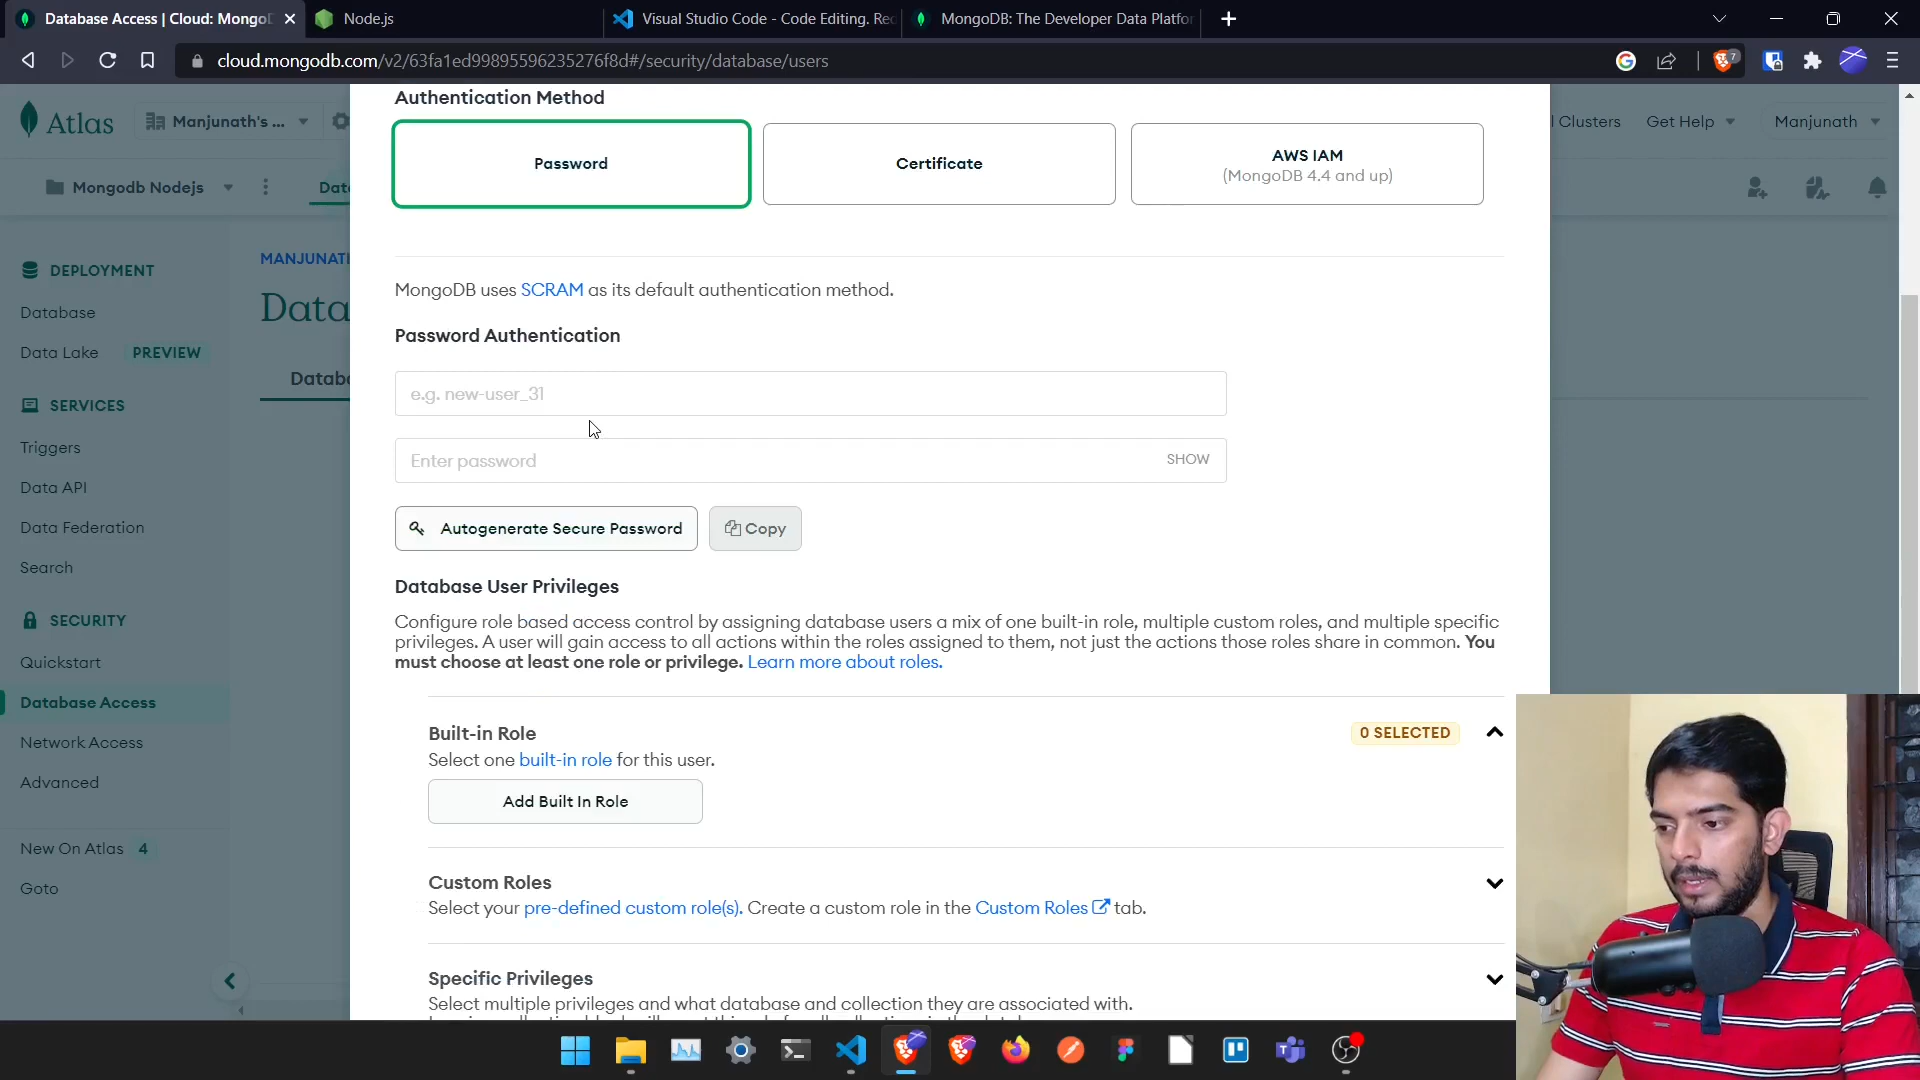 Database Access | Cloud: MongoD
Node.js
Visual Studio Code - Code Editing. Re
MongoDB: The Developer Data Platfor
cloud.mongodb.com/v2/63fa1ed99895596235276f8d#/security/database/users
7
Atlas
Manjunath's ...
l Clusters
Get Help
Manjunath
Mongodb Nodejs
Data
DEPLOYMENT
Database
Data Lake
PREVIEW
SERVICES
Triggers
Data API
Data Federation
Search
SECURITY
Quickstart
Database Access
Network Access
Advanced
New On Atlas 4
Goto
MANJUNATH
Data
Databa
Authentication Method
Password
Certificate
AWS IAM
(MongoDB 4.4 and up)
MongoDB uses SCRAM as its default authentication method.
Password Authentication
e.g. new-user_31
Enter password
SHOW
Autogenerate Secure Password
Copy
Database User Privileges
Configure role based access control by assigning database users a mix of one built-in role, multiple custom roles, and multiple specific
privileges. A user will gain access to all actions within the roles assigned to them, not just the actions those roles share in common. You
must choose at least one role or privilege. Learn more about roles.
Built-in Role
0 SELECTED
Select one built-in role for this user.
Add Built In Role
Custom Roles
Select your pre-defined custom role(s). Create a custom role in the Custom Roles tab.
Specific Privileges
Select multiple privileges and what database and collection they are associated with.